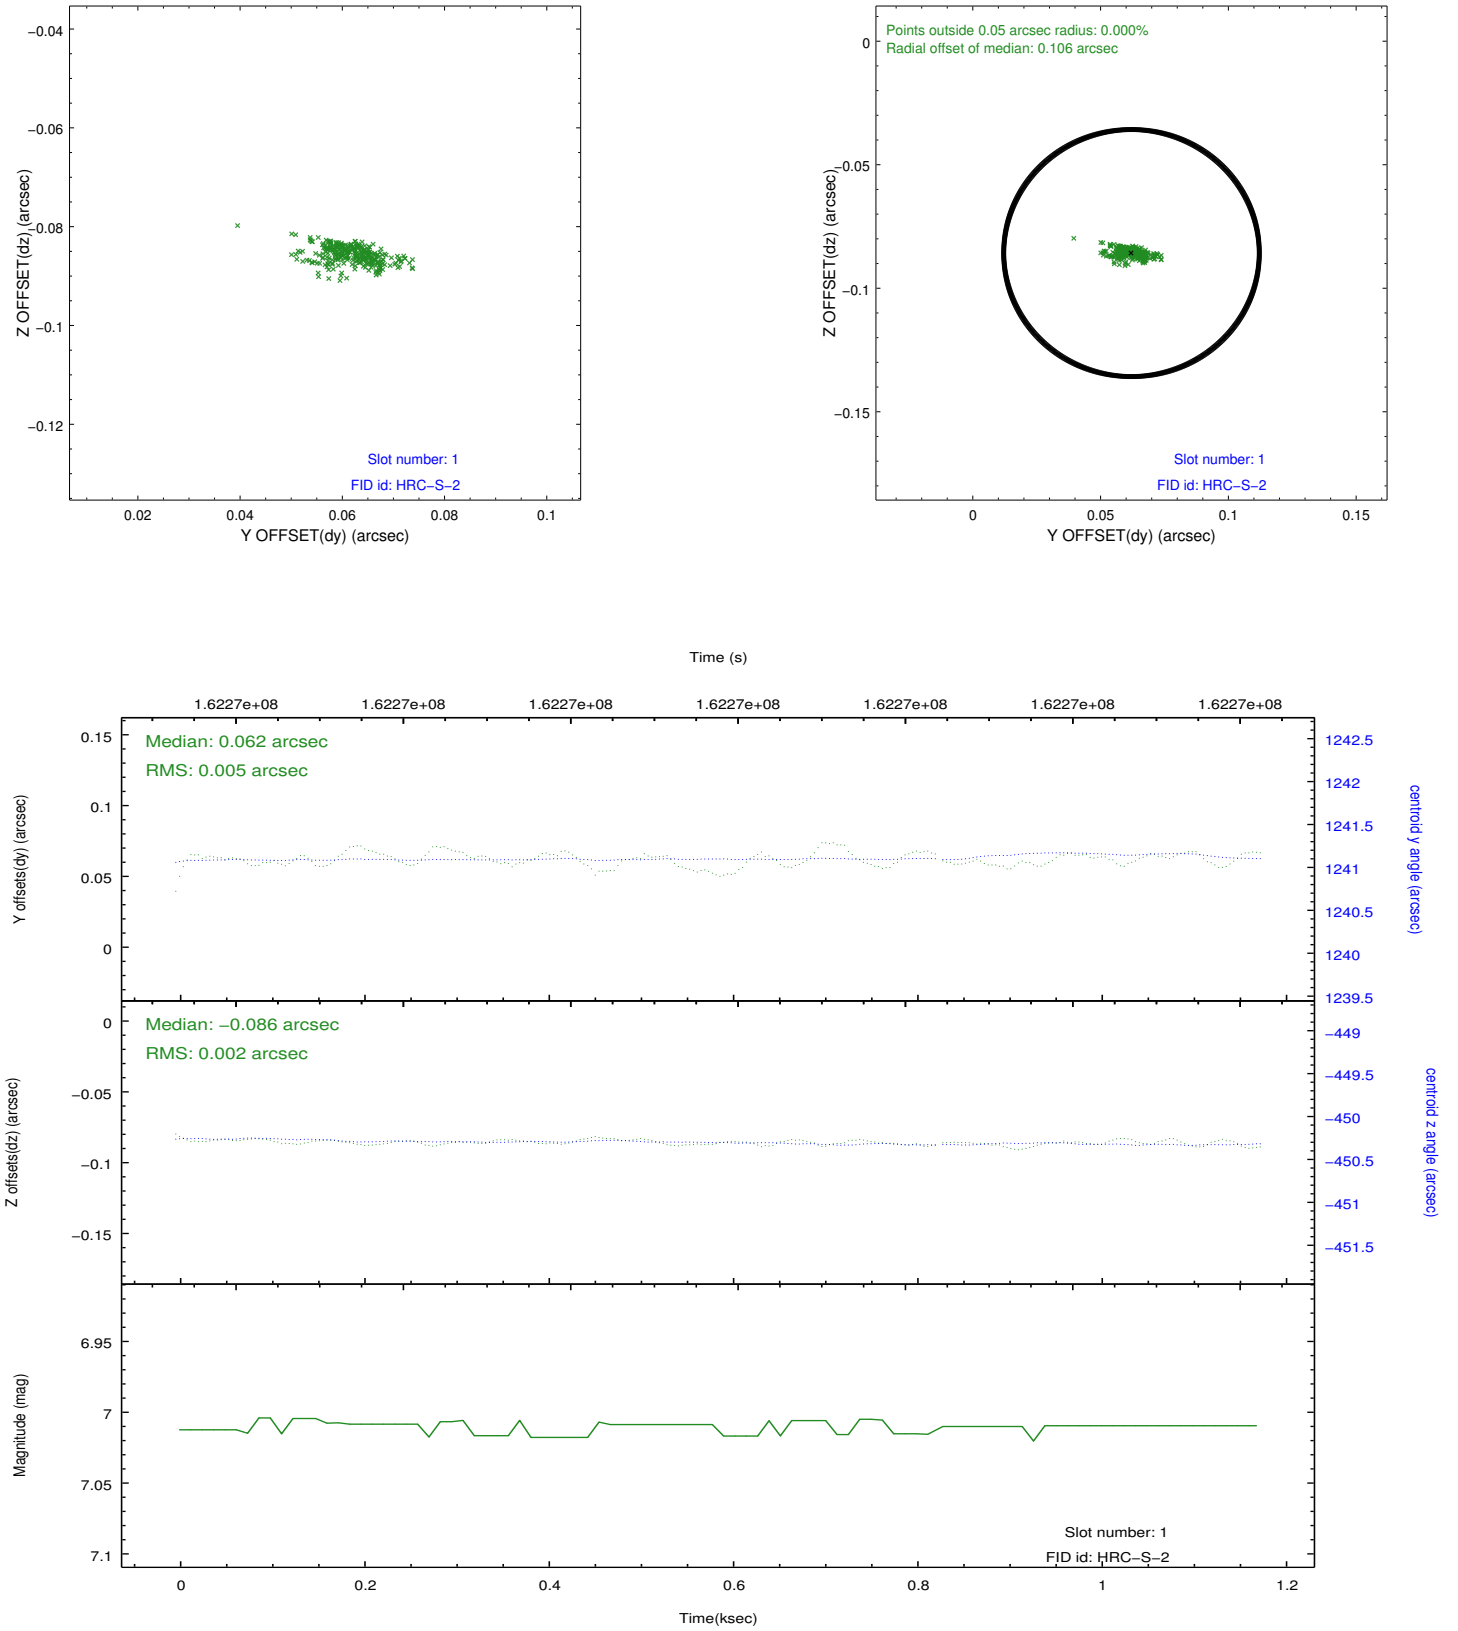 −0.04
−0.06
−0.08
−0.1
−0.12
Z OFFSET(dz) (arcsec)
Slot number: 1
FID id: HRC−S−2
0.02 0.04 0.06 0.08 0.1
Y OFFSET(dy) (arcsec)
Points outside 0.05 arcsec radius: 0.000%
Radial offset of median: 0.106 arcsec
0
−0.05
−0.1
−0.15
Z OFFSET(dz) (arcsec)
Slot number: 1
FID id: HRC−S−2
0 0.05 0.1 0.15
Y OFFSET(dy) (arcsec)
Time (s)
1.6227e+08 1.6227e+08 1.6227e+08 1.6227e+08 1.6227e+08 1.6227e+08 1.6227e+08
Median: 0.062 arcsec
RMS: 0.005 arcsec
0.15
0.1
0.05
0
Y offsets(dy) (arcsec)
1242.5
1242
1241.5
1241
1240.5
1240
1239.5
centroid y angle (arcsec)
Median: −0.086 arcsec
RMS: 0.002 arcsec
0
−0.05
−0.1
−0.15
Z offsets(dz) (arcsec)
−449
−449.5
−450
−450.5
−451
−451.5
centroid z angle (arcsec)
6.95
7
7.05
7.1
Magnitude (mag)
Slot number: 1
FID id: HRC−S−2
0 0.2 0.4 0.6 0.8 1 1.2
Time(ksec)